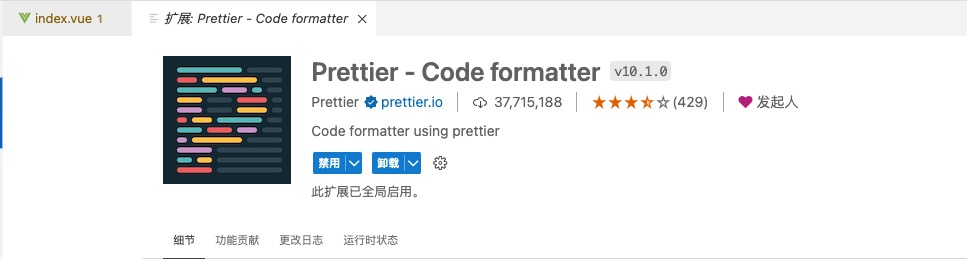 index.vue 1
扩展: Prettier - Code formatter
Prettier - Code formatter v10.1.0
Prettier prettier.io 37,715,188 (429) 发起人
Code formatter using prettier
禁用 卸载
此扩展已全局启用。
细节 功能贡献 更改日志 运行时状态